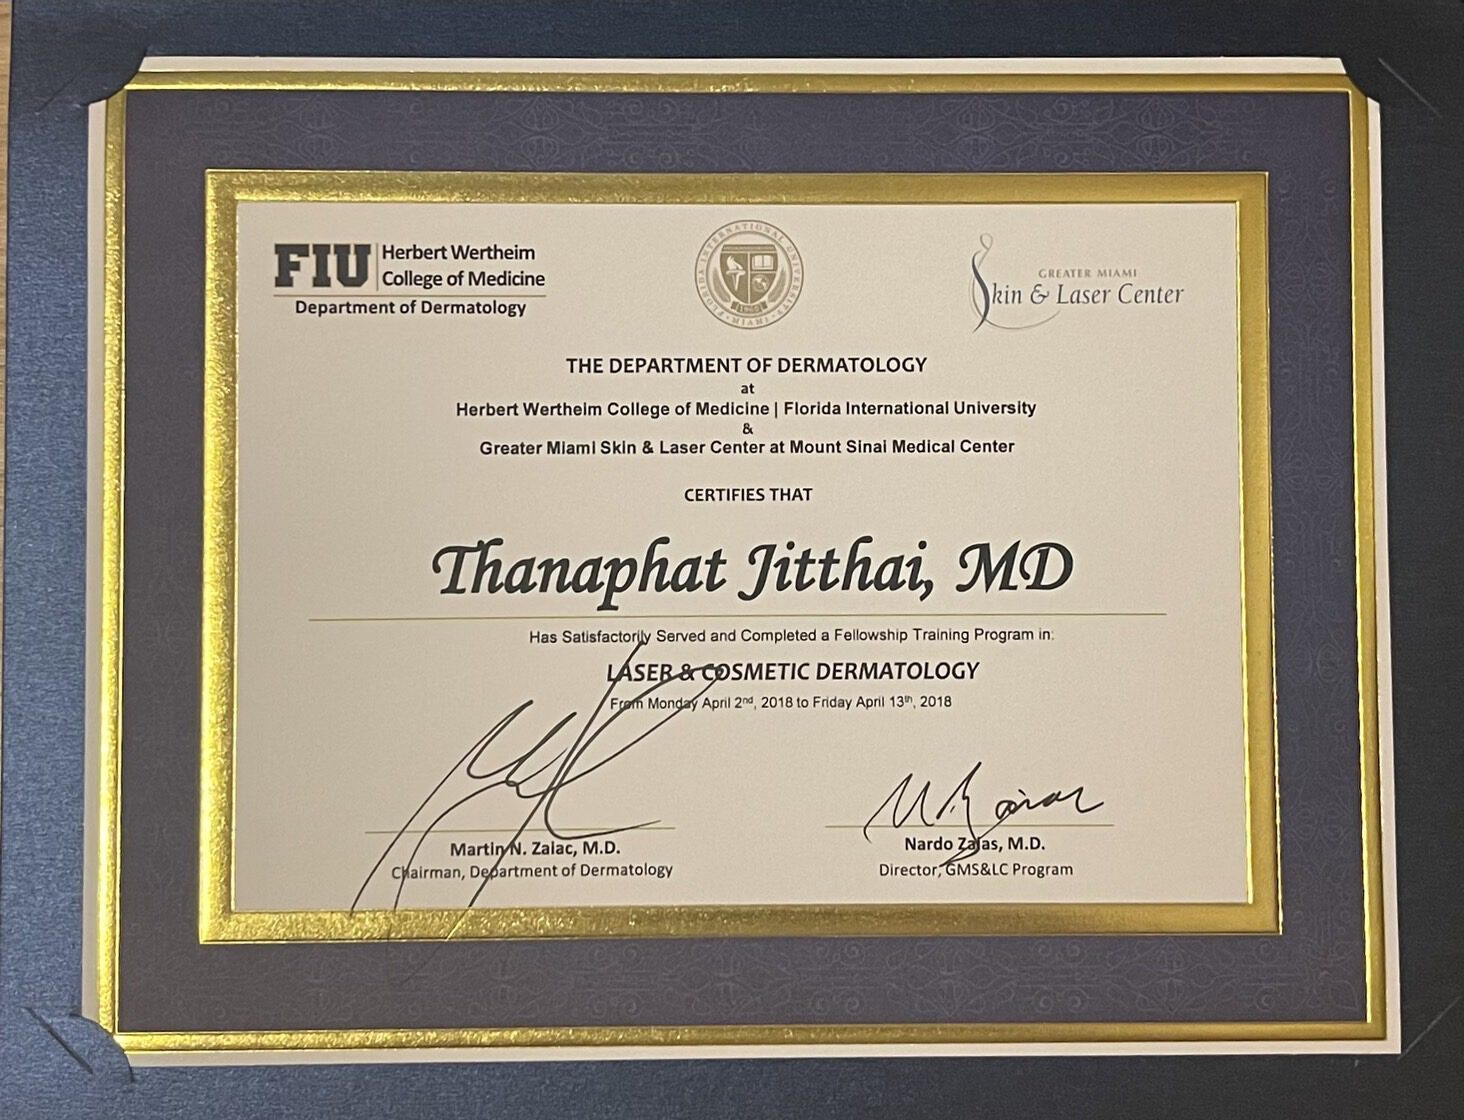 FIU Herbert Wertheim
College of Medicine
Department of Dermatology
FLORIDA INTERNATIONAL UNIVERSITY
MIAMI
GREATER MIAMI
Skin & Laser Center
THE DEPARTMENT OF DERMATOLOGY
at
Herbert Wertheim College of Medicine | Florida International University
&
Greater Miami Skin & Laser Center at Mount Sinai Medical Center
CERTIFIES THAT
Thanaphat Jitthai, MD
Has Satisfactorily Served and Completed a Fellowship Training Program in:
LASER & COSMETIC DERMATOLOGY
From Monday April 2nd, 2018 to Friday April 13th, 2018
Martin N. Zaiac, M.D.
Chairman, Department of Dermatology
Nardo Zaias, M.D.
Director, GMS&LC Program